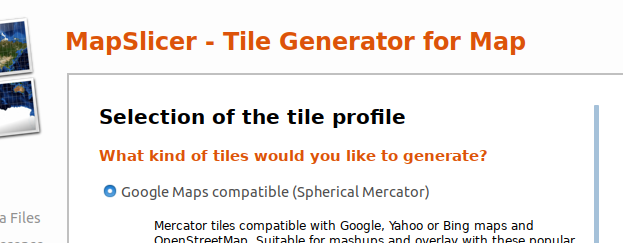 MapSlicer - Tile Generator for Map
Selection of the tile profile
What kind of tiles would you like to generate?
Google Maps compatible (Spherical Mercator)
Mercator tiles compatible with Google, Yahoo or Bing maps and
OpenStreetMap. Suitable for mashups and overlay with these popular
a Files